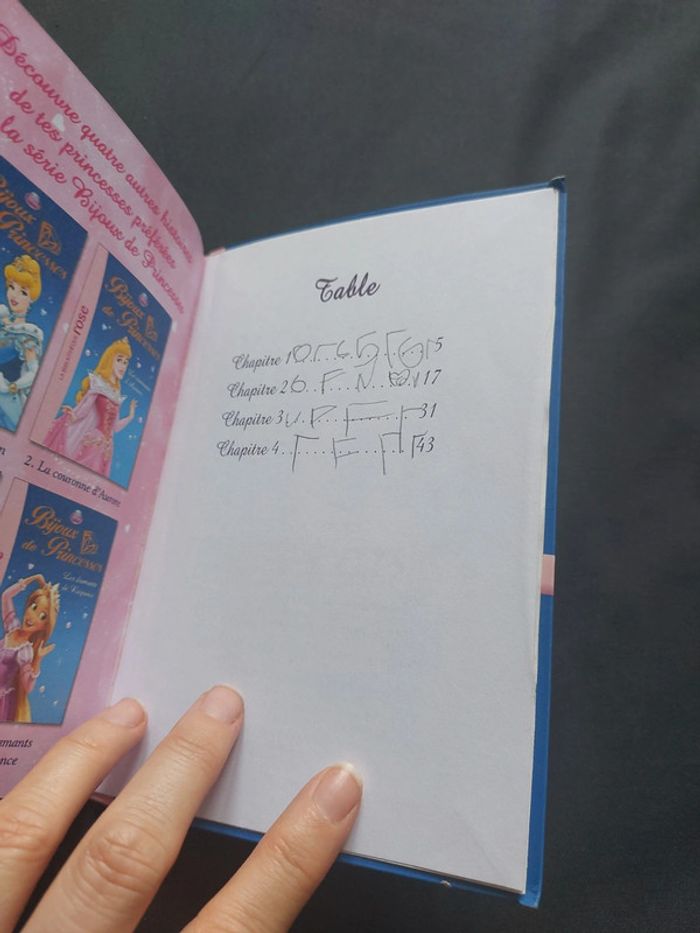 Découvre quatre autres histoires
de tes princesses préférées
la série Bijoux de Princesses
Bijoux
de Princesses
LA BIBLIOTHÈQUE rose
Bijoux
de Princesses
2. La couronne d'Aurore
Bijoux
de Princesses
Table
Chapitre 1 5
Chapitre 2 17
Chapitre 3 31
Chapitre 4 43